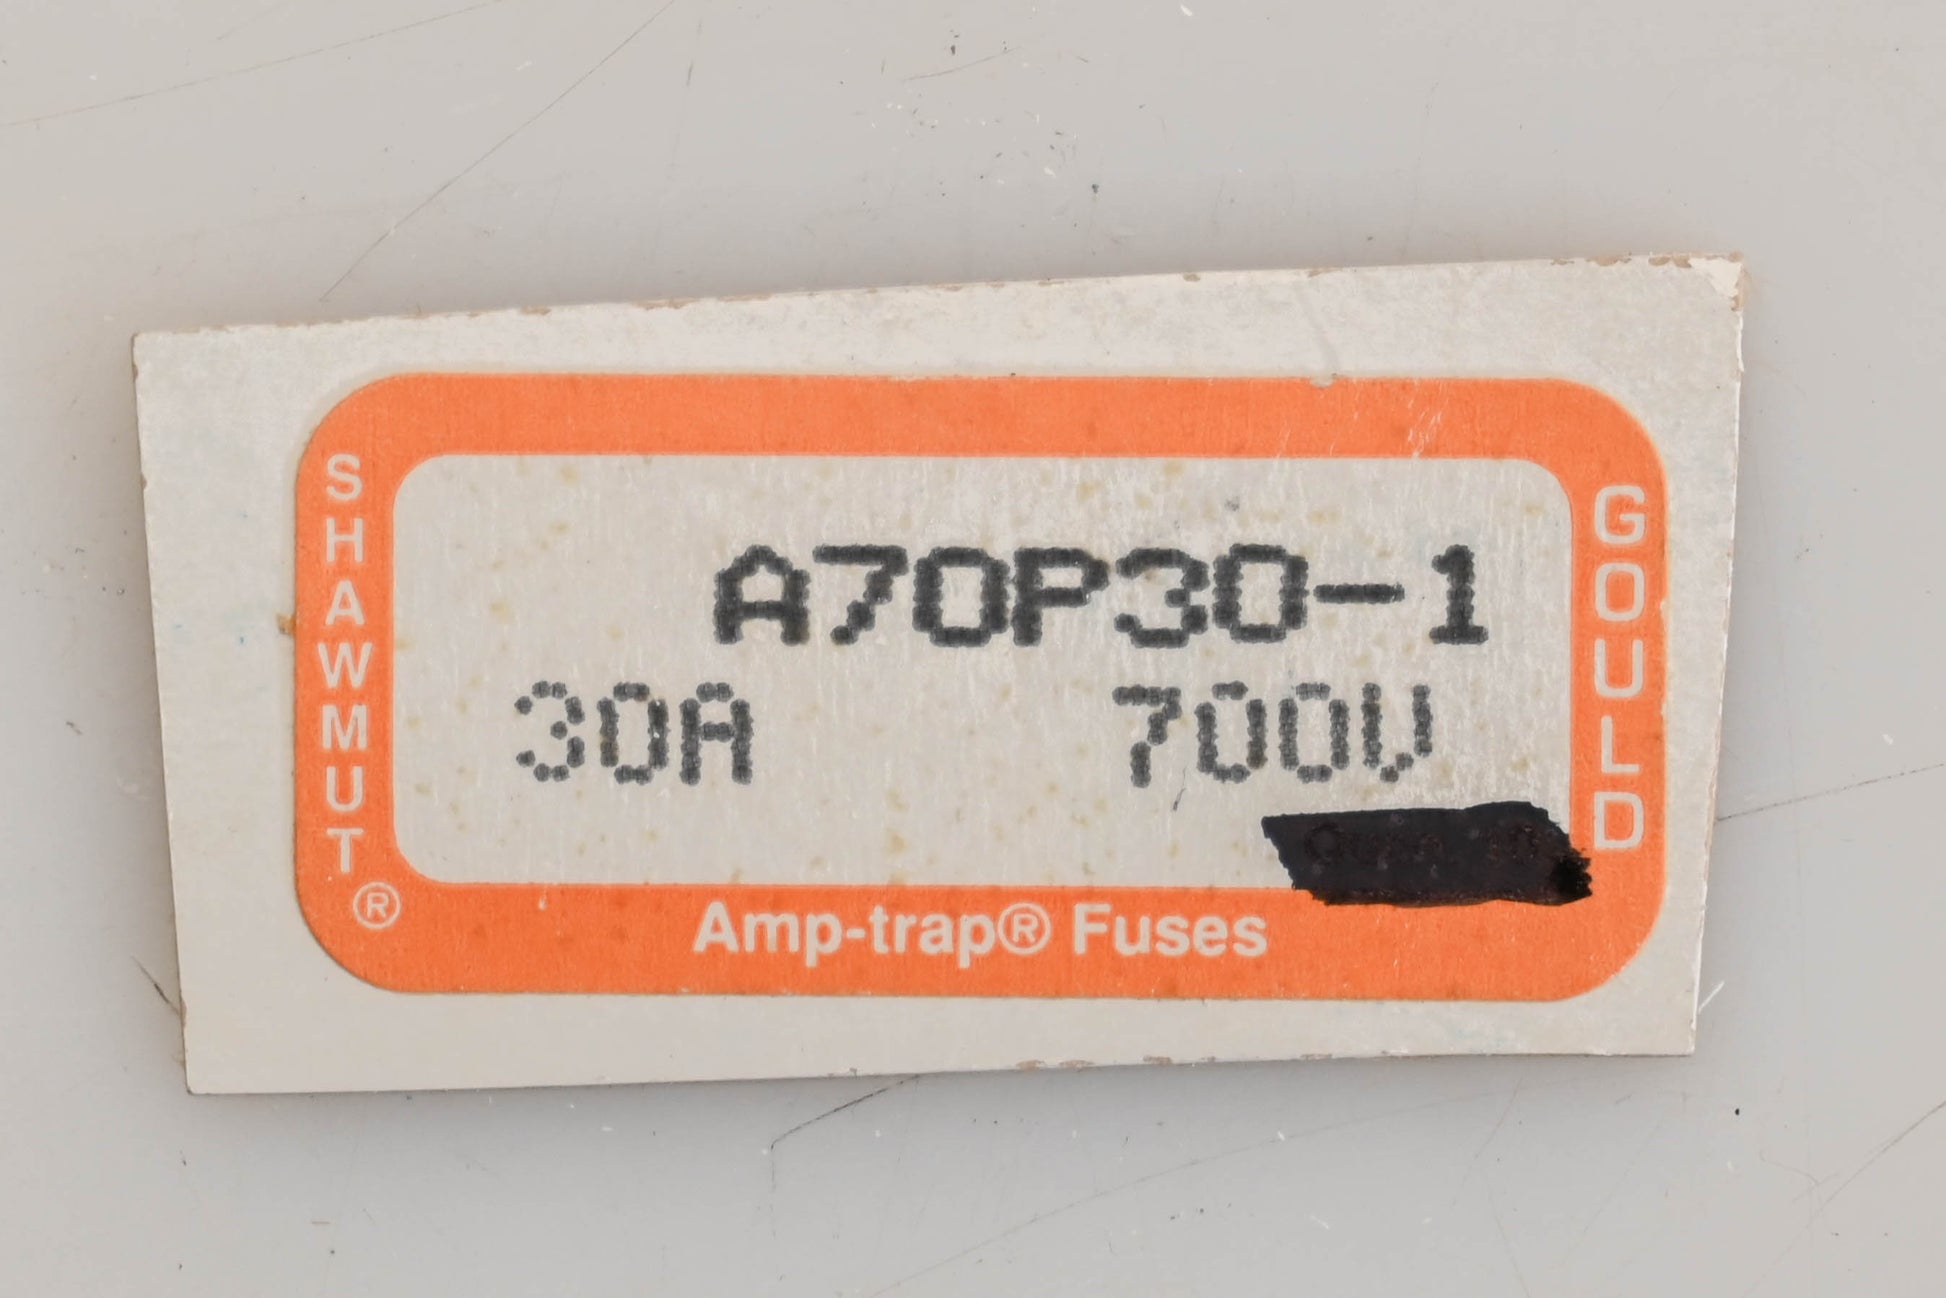 SHAWMUT®
A70P30-1
30A 700V
GOULD
Amp-trap® Fuses